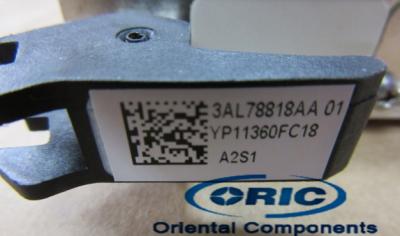 3AL78818AA 01
YP11360FC18
A2S1
ORIC
Oriental Components